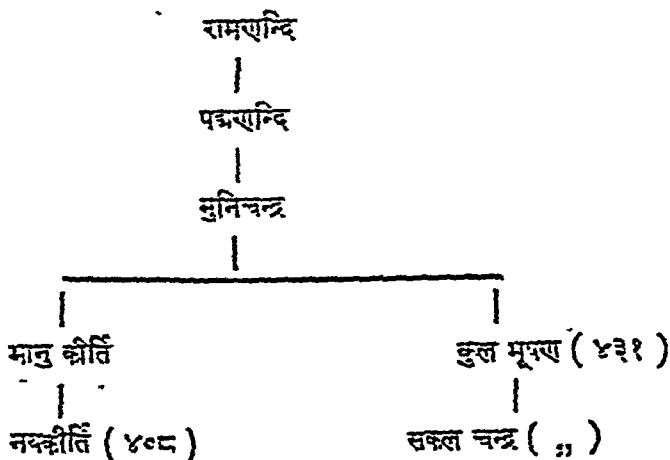 रामणन्दि
पद्मणन्दि
मुनिचन्द्र
भानु कीर्ति कुल भूषण ( ४३१ )
नयकीर्ति ( ४०८ ) सकल चन्द्र ( ,, )